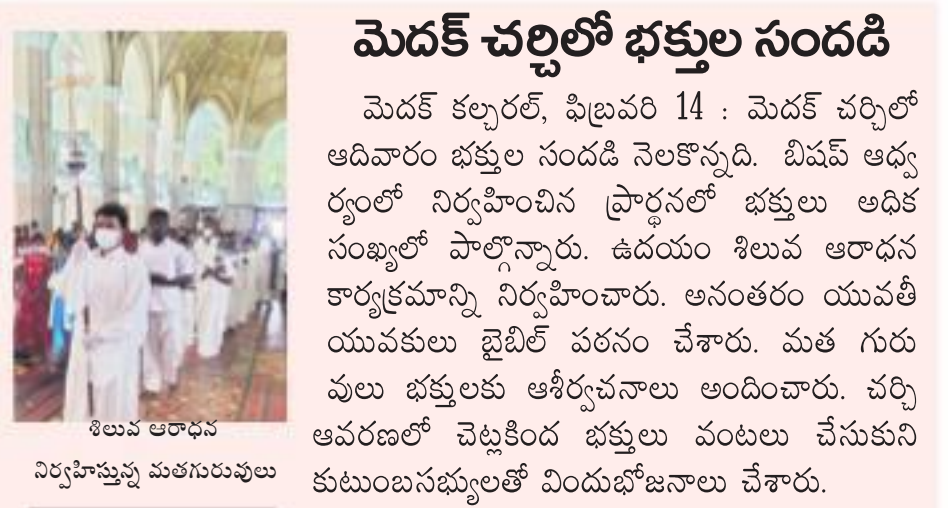 మెదక్ చర్చిలో భక్తుల సందడి
మెదక్ కల్చరల్, ఫిబ్రవరి 14 : మెదక్ చర్చిలో
ఆదివారం భక్తుల సందడి నెలకొన్నది. బిషప్ ఆధ్వ
ర్యంలో నిర్వహించిన ప్రార్థనలో భక్తులు అధిక
సంఖ్యలో పాల్గొన్నారు. ఉదయం శిలువ ఆరాధన
కార్యక్రమాన్ని నిర్వహించారు. అనంతరం యువతీ
యువకులు బైబిల్ పఠనం చేశారు. మత గురు
వులు భక్తులకు ఆశీర్వచనాలు అందించారు. చర్చి
ఆవరణలో చెట్లకింద భక్తులు వంటలు చేసుకుని
కుటుంబసభ్యులతో విందుభోజనాలు చేశారు.
శిలువ ఆరాధన
నిర్వహిస్తున్న మతగురువులు